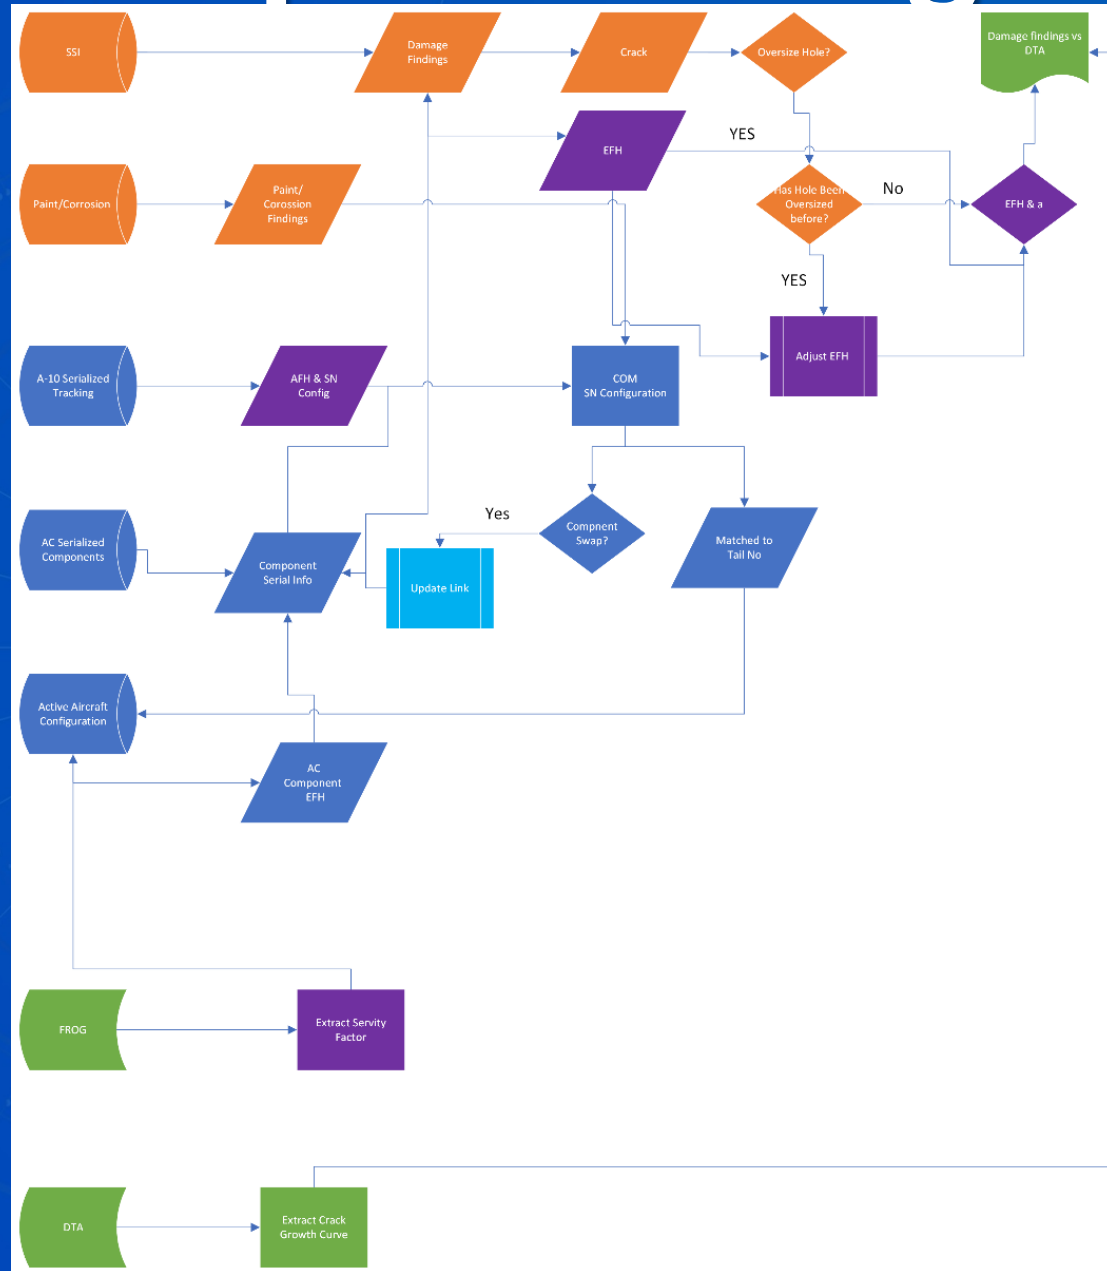 SSI
Damage
Findings
Crack
Oversize Hole?
Damage findings vs
DTA
EFH
YES
Paint/Corrosion
Paint/
Corossion
Findings
Has Hole Been
Oversized
before?
No
EFH & a
YES
A-10 Serialized
Tracking
AFH & SN
Config
COM
SN Configuration
Adjust EFH
AC Serialized
Components
Component
Serial Info
Yes
Update Link
Compnent
Swap?
Matched to
Tail No
Active Aircraft
Configuration
AC
Component
EFH
FROG
Extract Servity
Factor
DTA
Extract Crack
Growth Curve